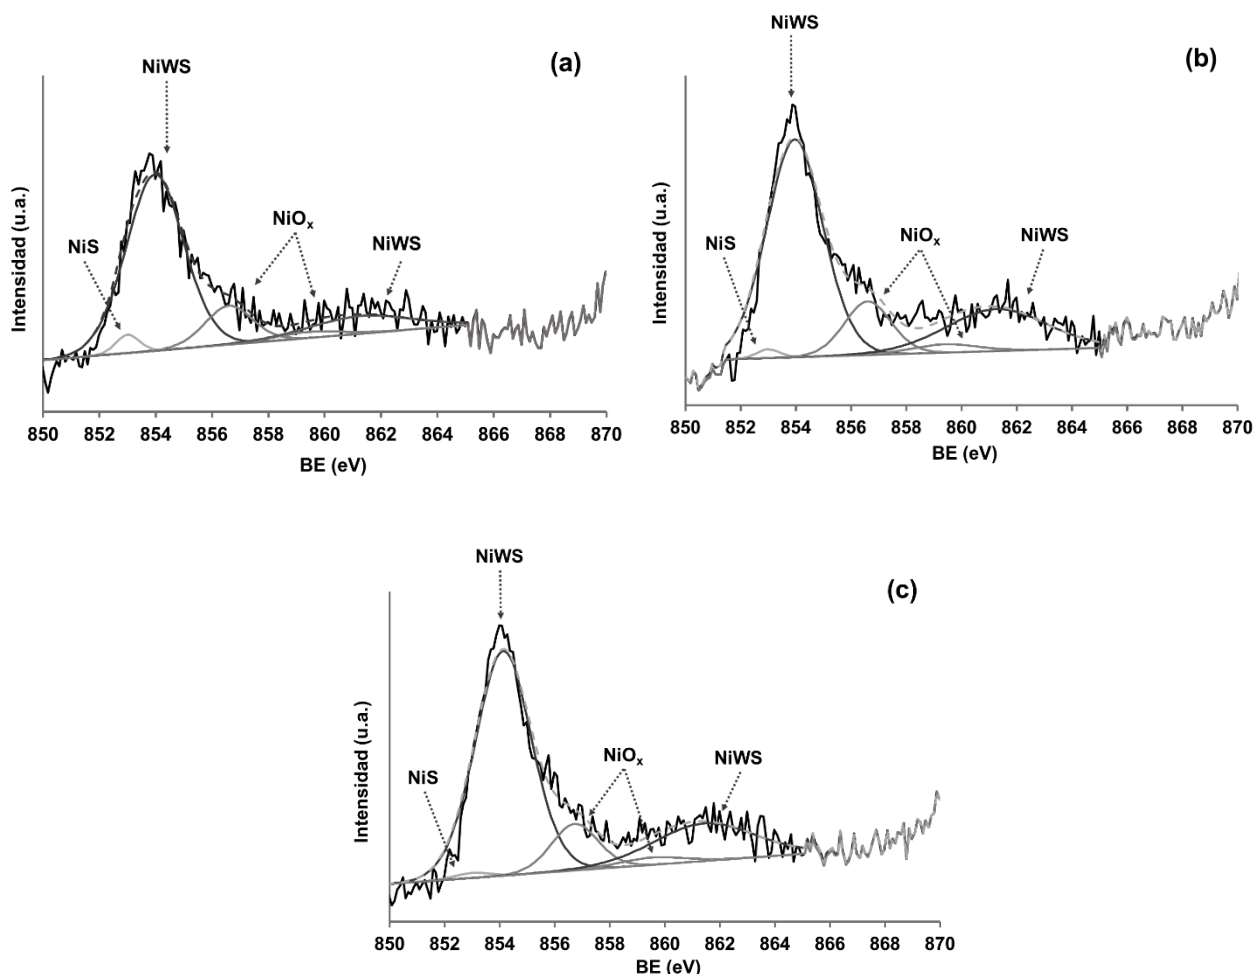 (a)
NiWS
NiS
NiOx
NiWS
Intensidad (u.a.)
850 852 854 856 858 860 862 864 866 868 870
BE (eV)
(b)
NiWS
NiS
NiOx
NiWS
Intensidad (u.a.)
850 852 854 856 858 860 862 864 866 868 870
BE (eV)
(c)
NiWS
NiS
NiOx
NiWS
Intensidad (u.a.)
850 852 854 856 858 860 862 864 866 868 870
BE (eV)